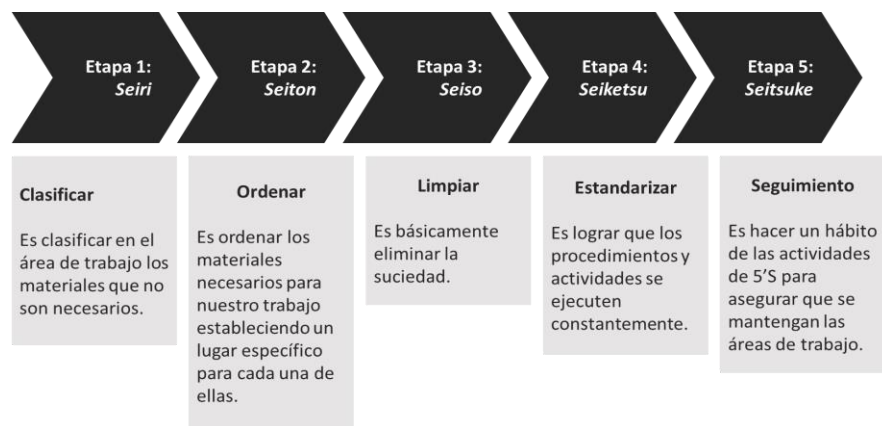 Etapa 1:
Seiri
Etapa 2:
Seiton
Etapa 3:
Seiso
Etapa 4:
Seiketsu
Etapa 5:
Seitsuke
Clasificar
Es clasificar en el
área de trabajo los
materiales que no
son necesarios.
Ordenar
Es ordenar los
materiales
necesarios para
nuestro trabajo
estableciendo un
lugar específico
para cada una de
ellas.
Limpiar
Es básicamente
eliminar la
suciedad.
Estandarizar
Es lograr que los
procedimientos y
actividades se
ejecuten
constantemente.
Seguimiento
Es hacer un hábito
de las actividades
de 5’S para
asegurar que se
mantengan las
áreas de trabajo.